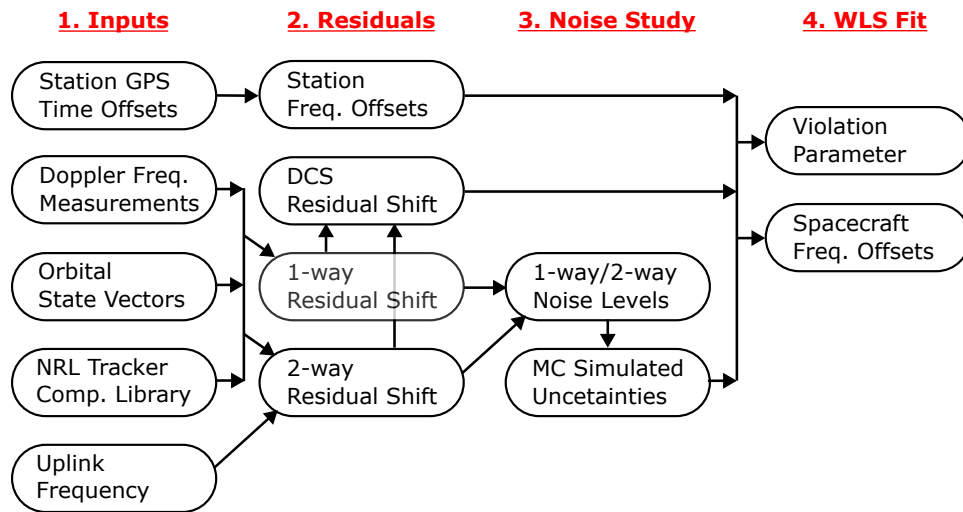 1. Inputs
2. Residuals
3. Noise Study
4. WLS Fit
Station GPS
Time Offsets
Station
Freq. Offsets
Violation
Parameter
Doppler Freq.
Measurements
DCS
Residual Shift
Spacecraft
Freq. Offsets
Orbital
State Vectors
1-way
Residual Shift
1-way/2-way
Noise Levels
NRL Tracker
Comp. Library
2-way
Residual Shift
MC Simulated
Uncetainties
Uplink
Frequency